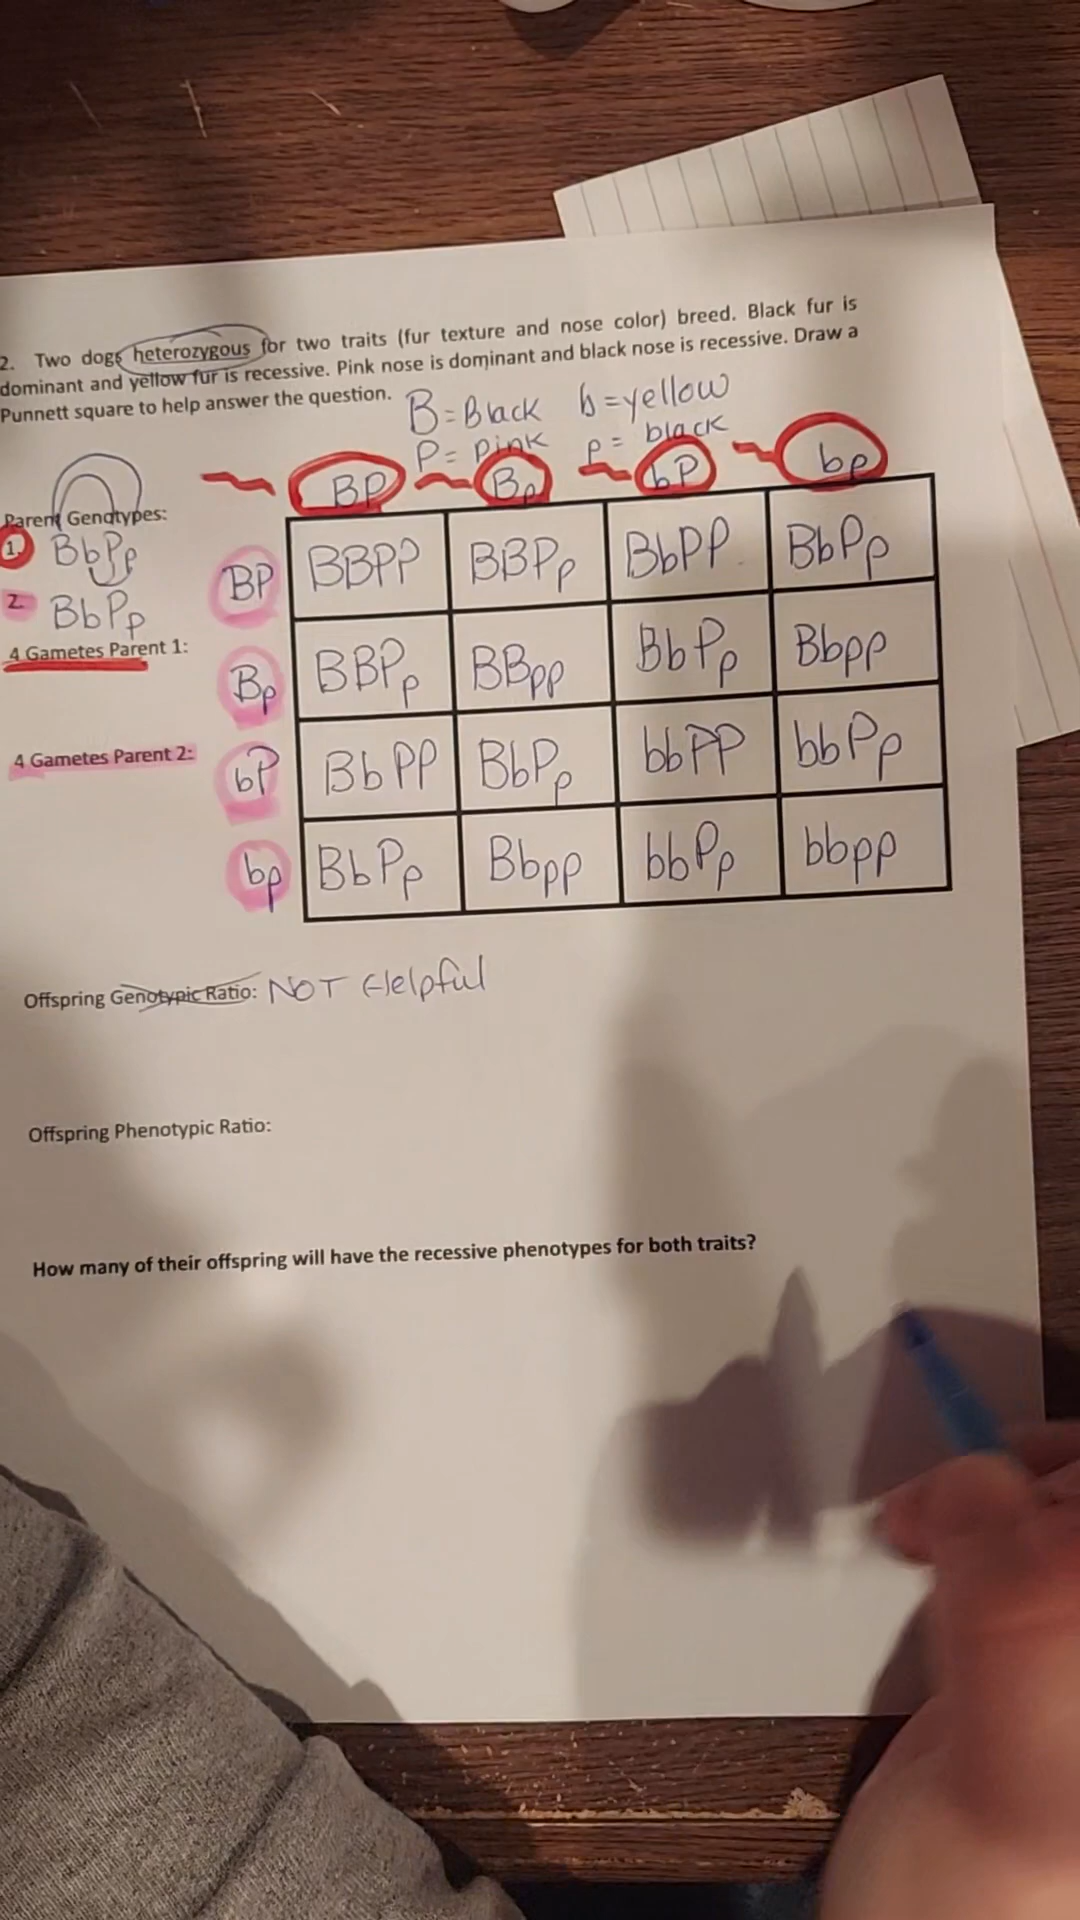 2. Two dogs heterozygous for two traits (fur texture and nose color) breed. Black fur is
dominant and yellow fur is recessive. Pink nose is dominant and black nose is recessive. Draw a
Punnett square to help answer the question.
B=Black b=yellow
P= Pink p= black
BP Bp bP bp
Parent Genotypes:
1. BbPp
2. BbPp
4 Gametes Parent 1:
4 Gametes Parent 2:
BP BBPP BBPp BbPP BbPp
Bp BBPp BBpp BbPp Bbpp
bP BbPP BbPp bbPP bbPp
bp BbPp Bbpp bbPp bbpp
Offspring Genotypic Ratio: NOT Helpful
Offspring Phenotypic Ratio:
How many of their offspring will have the recessive phenotypes for both traits?